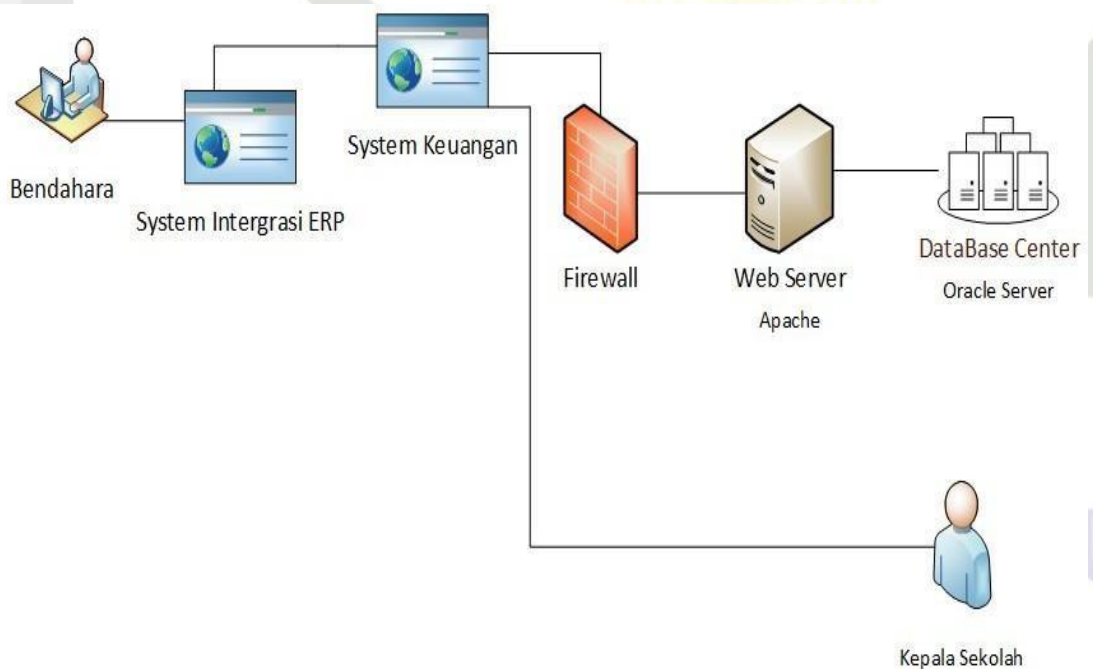 Bendahara
System Intergrasi ERP
System Keuangan
Firewall
Web Server
Apache
DataBase Center
Oracle Server
Kepala Sekolah